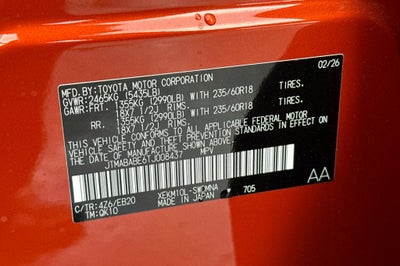 MFD.BY:TOYOTA MOTOR CORPORATION 02/26
GVWR:2465KG (5435LB)
GAWR:FRT. 1355KG (2990LB) WITH 235/60R18 TIRES.
18X7 1/2J RIMS.
RR. 1355KG (2990LB) WITH 235/60R18 TIRES.
18X7 1/2J RIMS.
THIS VEHICLE CONFORMS TO ALL APPLICABLE FEDERAL MOTOR
VEHICLE SAFETY AND THEFT PREVENTION STANDARDS IN EFFECT
ON THE DATE OF MANUFACTURE SHOWN ABOVE.
JTMABABE6TJ008437 MPV
C/TR:4Z6/EB20 XEKM10L- 705
TM:QK10 MADE IN JAPAN AA